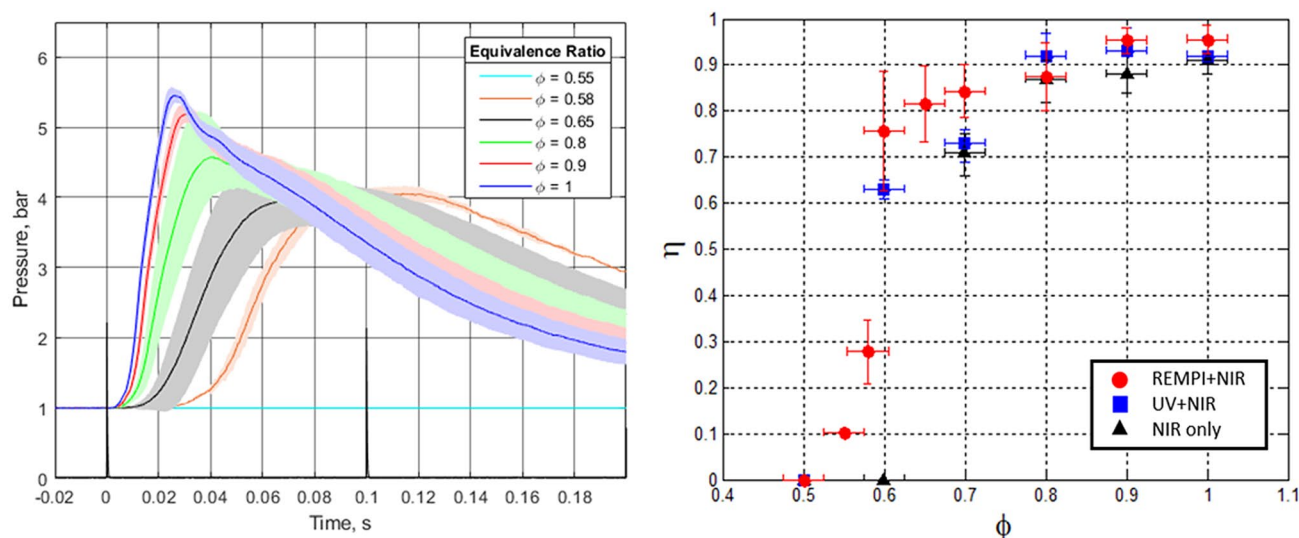 Equivalence Ratio
ϕ = 0.55
ϕ = 0.58
ϕ = 0.65
ϕ = 0.8
ϕ = 0.9
ϕ = 1
6
5
4
3
2
1
0
Pressure, bar
-0.02 0 0.02 0.04 0.06 0.08 0.1 0.12 0.14 0.16 0.18
Time, s
1
0.9
0.8
0.7
0.6
0.5
0.4
0.3
0.2
0.1
0
η
REMPI+NIR
UV+NIR
NIR only
0.4 0.5 0.6 0.7 0.8 0.9 1 1.1
ϕ